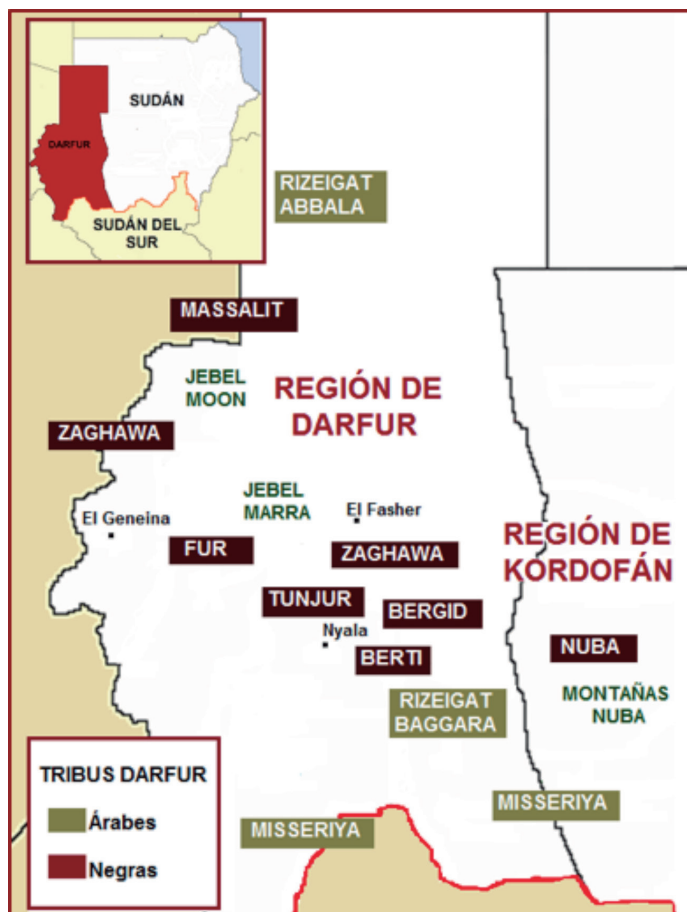 SUDÁN
DARFUR
SUDÁN DEL
SUR
RIZEIGAT
ABBALA
MASSALIT
JEBEL
MOON
REGIÓN DE
DARFUR
ZAGHAWA
JEBEL
MARRA
El Geneina
El Fasher
REGIÓN DE
KORDOFÁN
FUR
ZAGHAWA
TUNJUR
BERGID
Nyala
BERTI
NUBA
RIZEIGAT
BAGGARA
MONTAÑAS
NUBA
TRIBUS DARFUR
Árabes
Negras
MISSERIYA
MISSERIYA